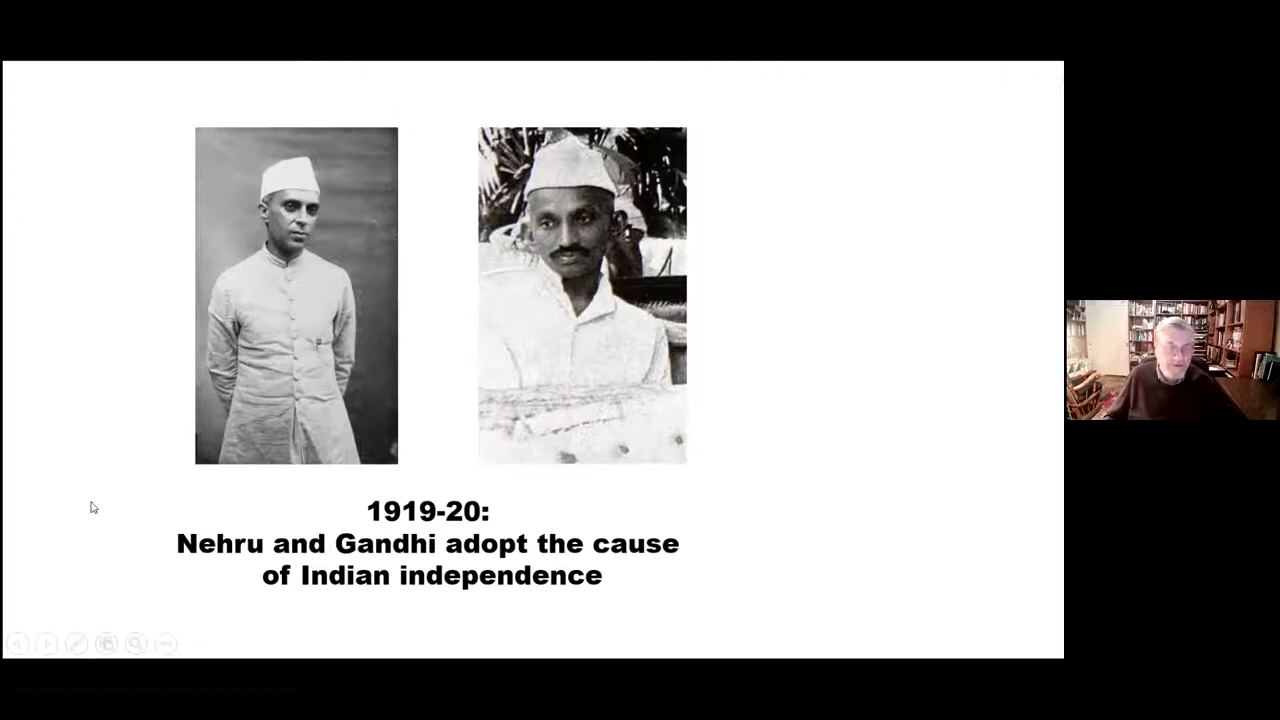 1919-20:
Nehru and Gandhi adopt the cause
of Indian independence